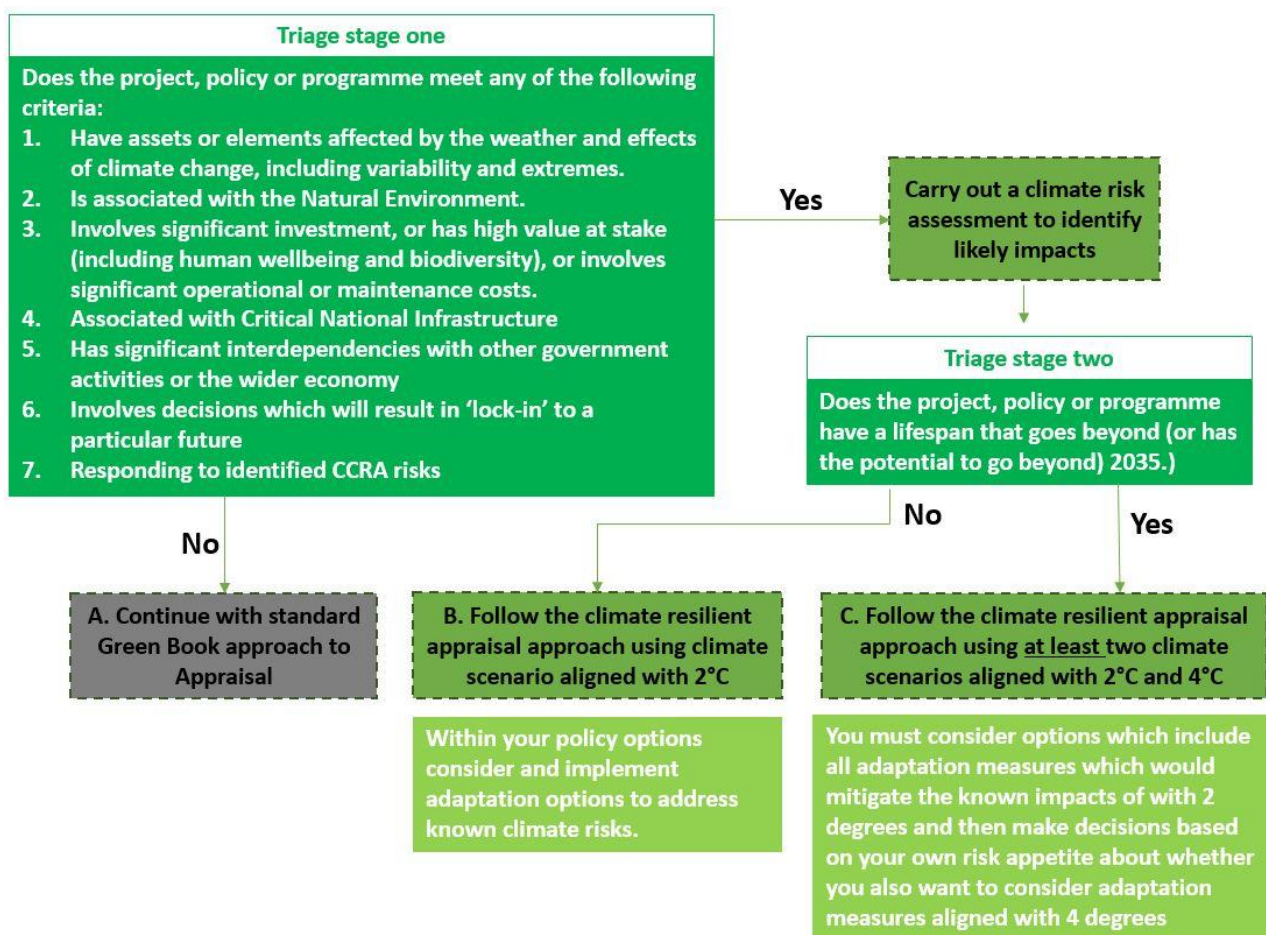 Triage stage one
Does the project, policy or programme meet any of the following
criteria:
1. Have assets or elements affected by the weather and effects
of climate change, including variability and extremes.
2. Is associated with the Natural Environment.
3. Involves significant investment, or has high value at stake
(including human wellbeing and biodiversity), or involves
significant operational or maintenance costs.
4. Associated with Critical National Infrastructure
5. Has significant interdependencies with other government
activities or the wider economy
6. Involves decisions which will result in ‘lock-in’ to a
particular future
7. Responding to identified CCRA risks
Yes
Carry out a climate risk
assessment to identify
likely impacts
Triage stage two
Does the project, policy or programme
have a lifespan that goes beyond (or has
the potential to go beyond) 2035.)
No
No
Yes
A. Continue with standard
Green Book approach to
Appraisal
B. Follow the climate resilient
appraisal approach using climate
scenario aligned with 2°C
C. Follow the climate resilient appraisal
approach using at least two climate
scenarios aligned with 2°C and 4°C
Within your policy options
consider and implement
adaptation options to address
known climate risks.
You must consider options which include
all adaptation measures which would
mitigate the known impacts of with 2
degrees and then make decisions based
on your own risk appetite about whether
you also want to consider adaptation
measures aligned with 4 degrees